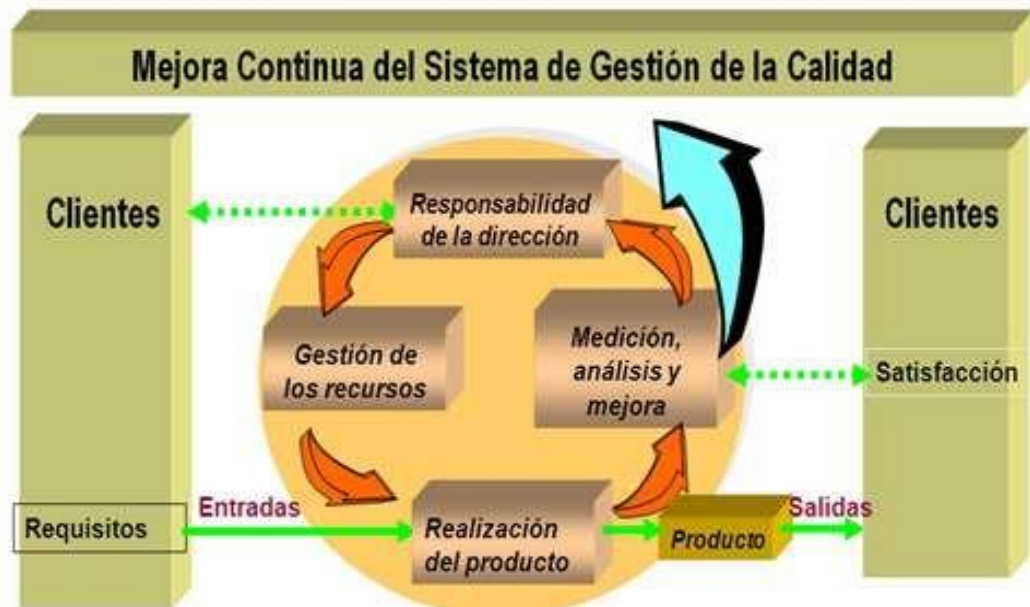 Mejora Continua del Sistema de Gestión de la Calidad
Clientes
Responsabilidad
de la dirección
Clientes
Gestión de
los recursos
Medición,
análisis y
mejora
Satisfacción
Requisitos
Entradas
Realización
del producto
Producto
Salidas